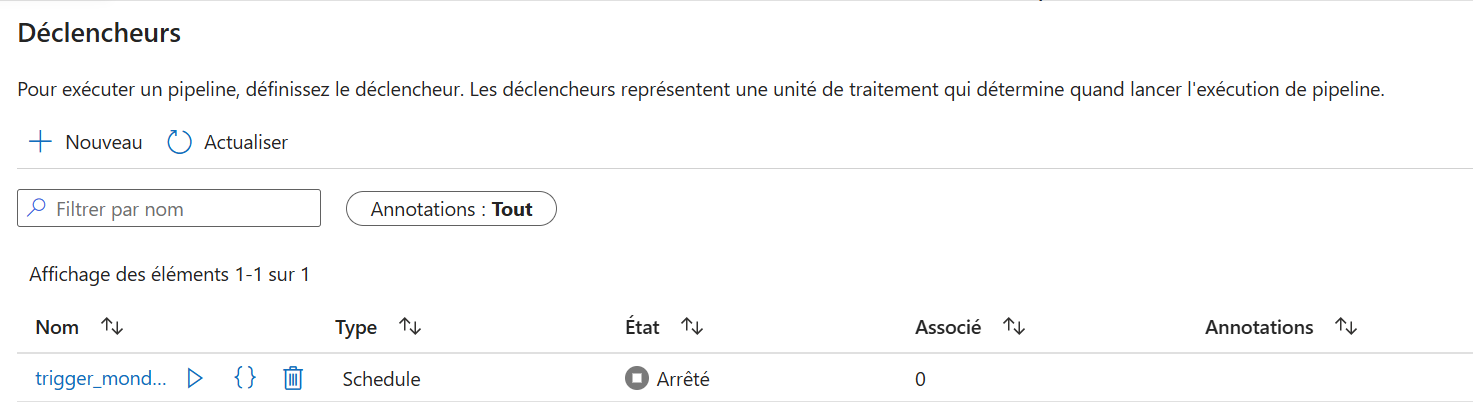 Déclencheurs
Pour exécuter un pipeline, définissez le déclencheur. Les déclencheurs représentent une unité de traitement qui détermine quand lancer l'exécution de pipeline.
Nouveau Actualiser
Filtrer par nom Annotations : Tout
Affichage des éléments 1-1 sur 1
Nom Type État Associé Annotations
trigger_mond... {} Schedule Arrêté 0